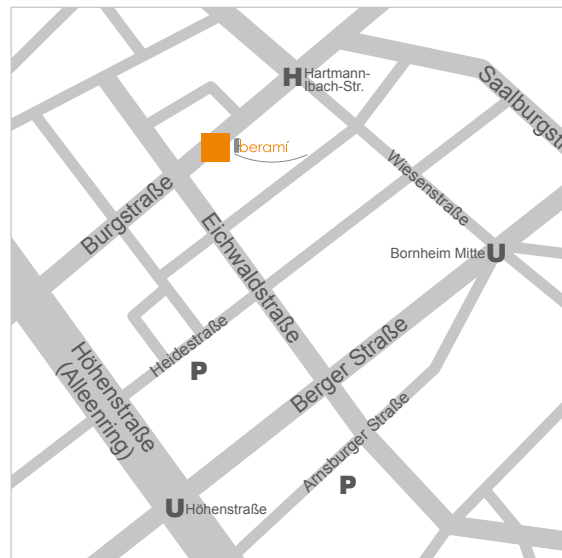 H Hartmann-
Ibach-Str.
Saalburgstr
iberamí
Wiesenstraße
Burgstraße
Eichwaldstraße
Bornheim Mitte U
Heidestraße
P
Höhenstraße
(Alleenring)
Berger Straße
Arnsburger Straße
P
U Höhenstraße